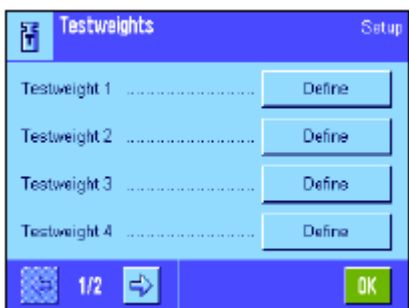 Testweights Setup
Testweight 1 ........................ Define
Testweight 2 ........................ Define
Testweight 3 ........................ Define
Testweight 4 ........................ Define
1/2 OK